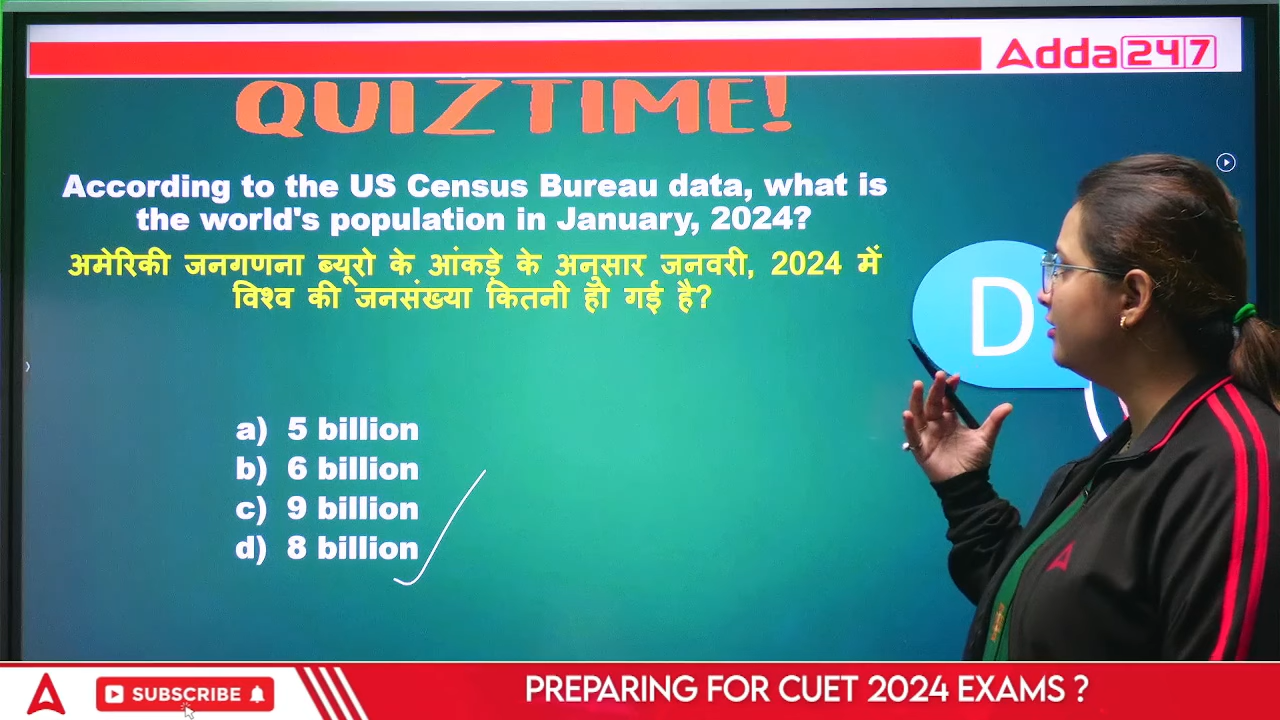 Adda247
QUIZ TIME!
According to the US Census Bureau data, what is
the world's population in January, 2024?
अमेरिकी जनगणना ब्यूरो के आंकड़े के अनुसार जनवरी, 2024 में
विश्व की जनसंख्या कितनी हो गई है?
D
a) 5 billion
b) 6 billion
c) 9 billion
d) 8 billion
SUBSCRIBE
PREPARING FOR CUET 2024 EXAMS ?